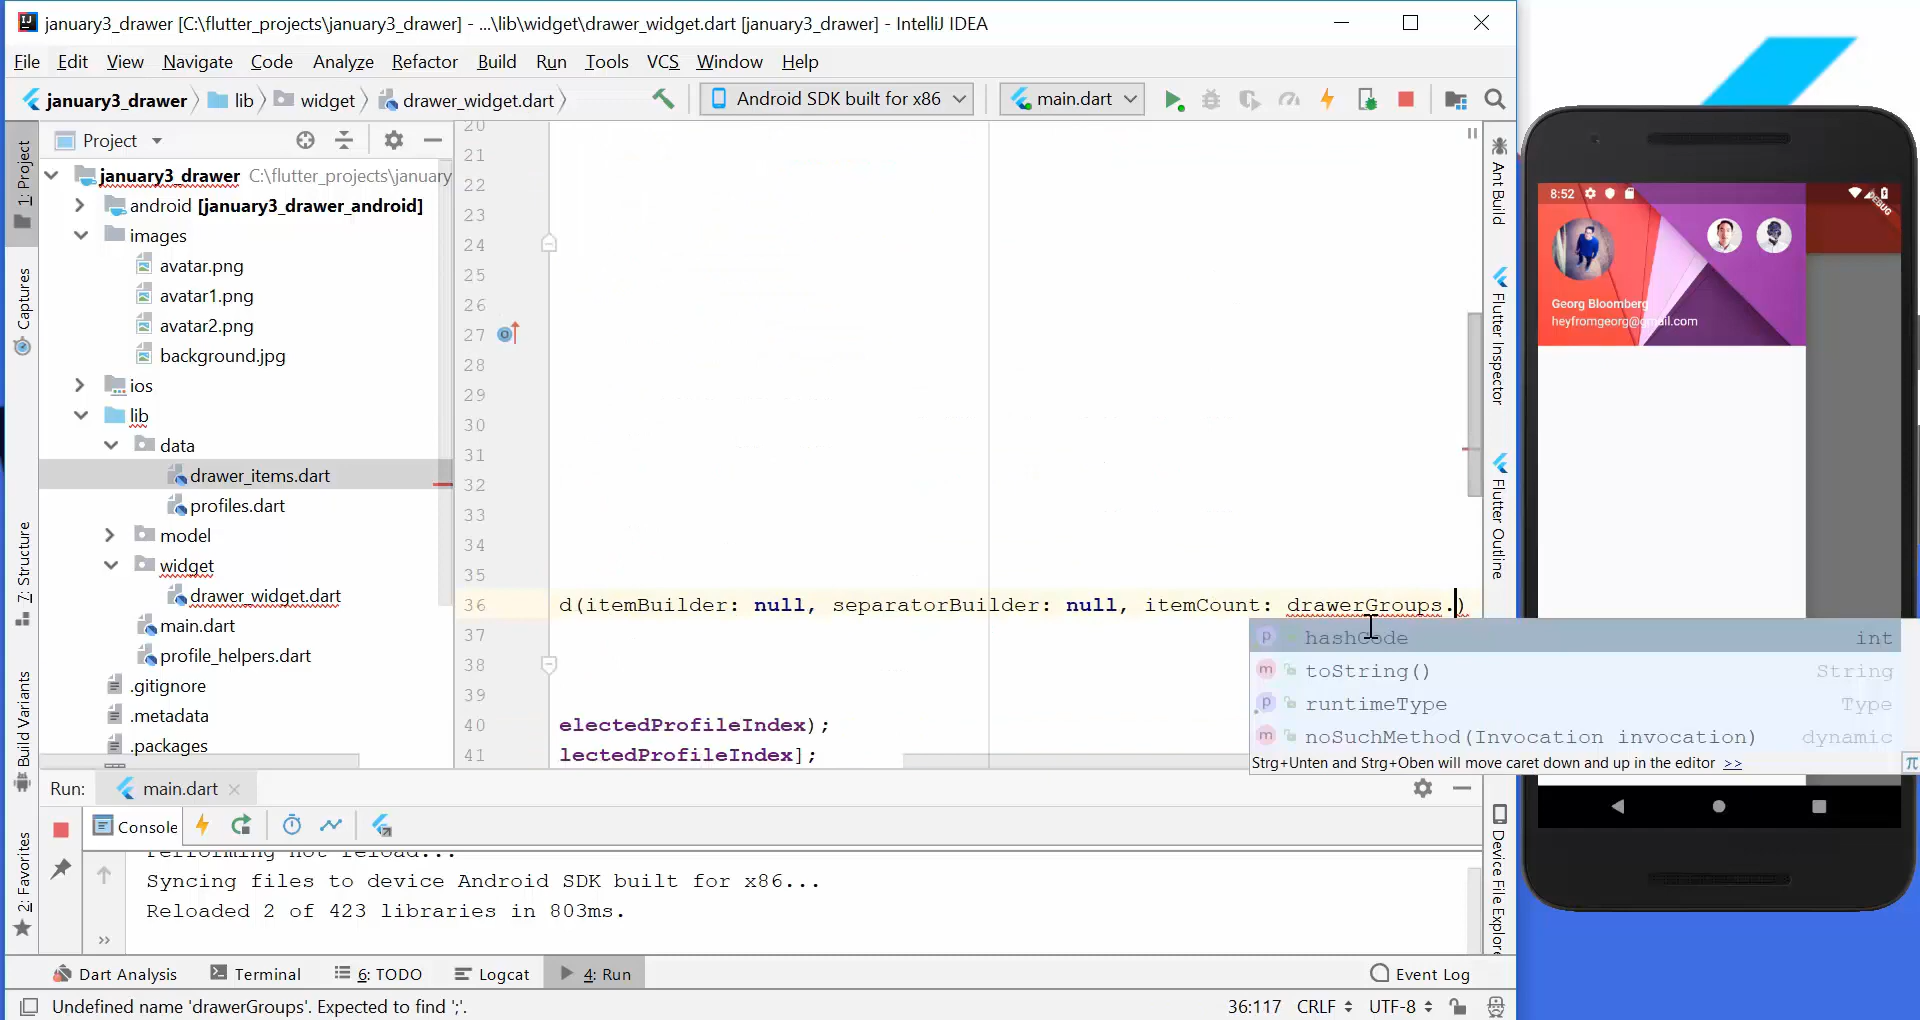 january3_drawer [C:\flutter_projects\january3_drawer] - ...\lib\widget\drawer_widget.dart [january3_drawer] - IntelliJ IDEA
File Edit View Navigate Code Analyze Refactor Build Run Tools VCS Window Help
january3_drawer lib widget drawer_widget.dart Android SDK built for x86 main.dart
Project
january3_drawer C:\flutter_projects\january
android [january3_drawer_android]
images
avatar.png
avatar1.png
avatar2.png
background.jpg
ios
lib
data
drawer_items.dart
profiles.dart
model
widget
drawer_widget.dart
main.dart
profile_helpers.dart
.gitignore
.metadata
.packages
1: Project
Captures
7: Structure
Build Variants
2: Favorites
20
21
22
23
24
25
26
27
28
29
30
31
32
33
34
35
36 d(itemBuilder: null, separatorBuilder: null, itemCount: drawerGroups.)
37
38
39
40 electedProfileIndex);
41 lectedProfileIndex];
hashCode int
toString() String
runtimeType Type
noSuchMethod(Invocation invocation) dynamic
Strg+Unten and Strg+Oben will move caret down and up in the editor >>
π
Ant Build
Flutter Inspector
Flutter Outline
Device File Explore
8:52
DEBUG
Georg Bloomberg
heyfromgeorg@gmail.com
Run: main.dart
Console
Performing hot reload...
Syncing files to device Android SDK built for x86...
Reloaded 2 of 423 libraries in 803ms.
Dart Analysis Terminal 6: TODO Logcat 4: Run Event Log
Undefined name 'drawerGroups'. Expected to find ';'. 36:117 CRLF UTF-8